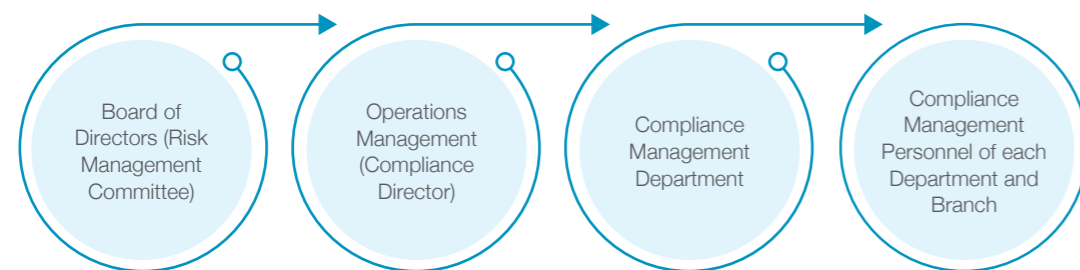 Board of
Directors (Risk
Management
Committee)
Operations
Management
(Compliance
Director)
Compliance
Management
Department
Compliance
Management
Personnel of each
Department and
Branch